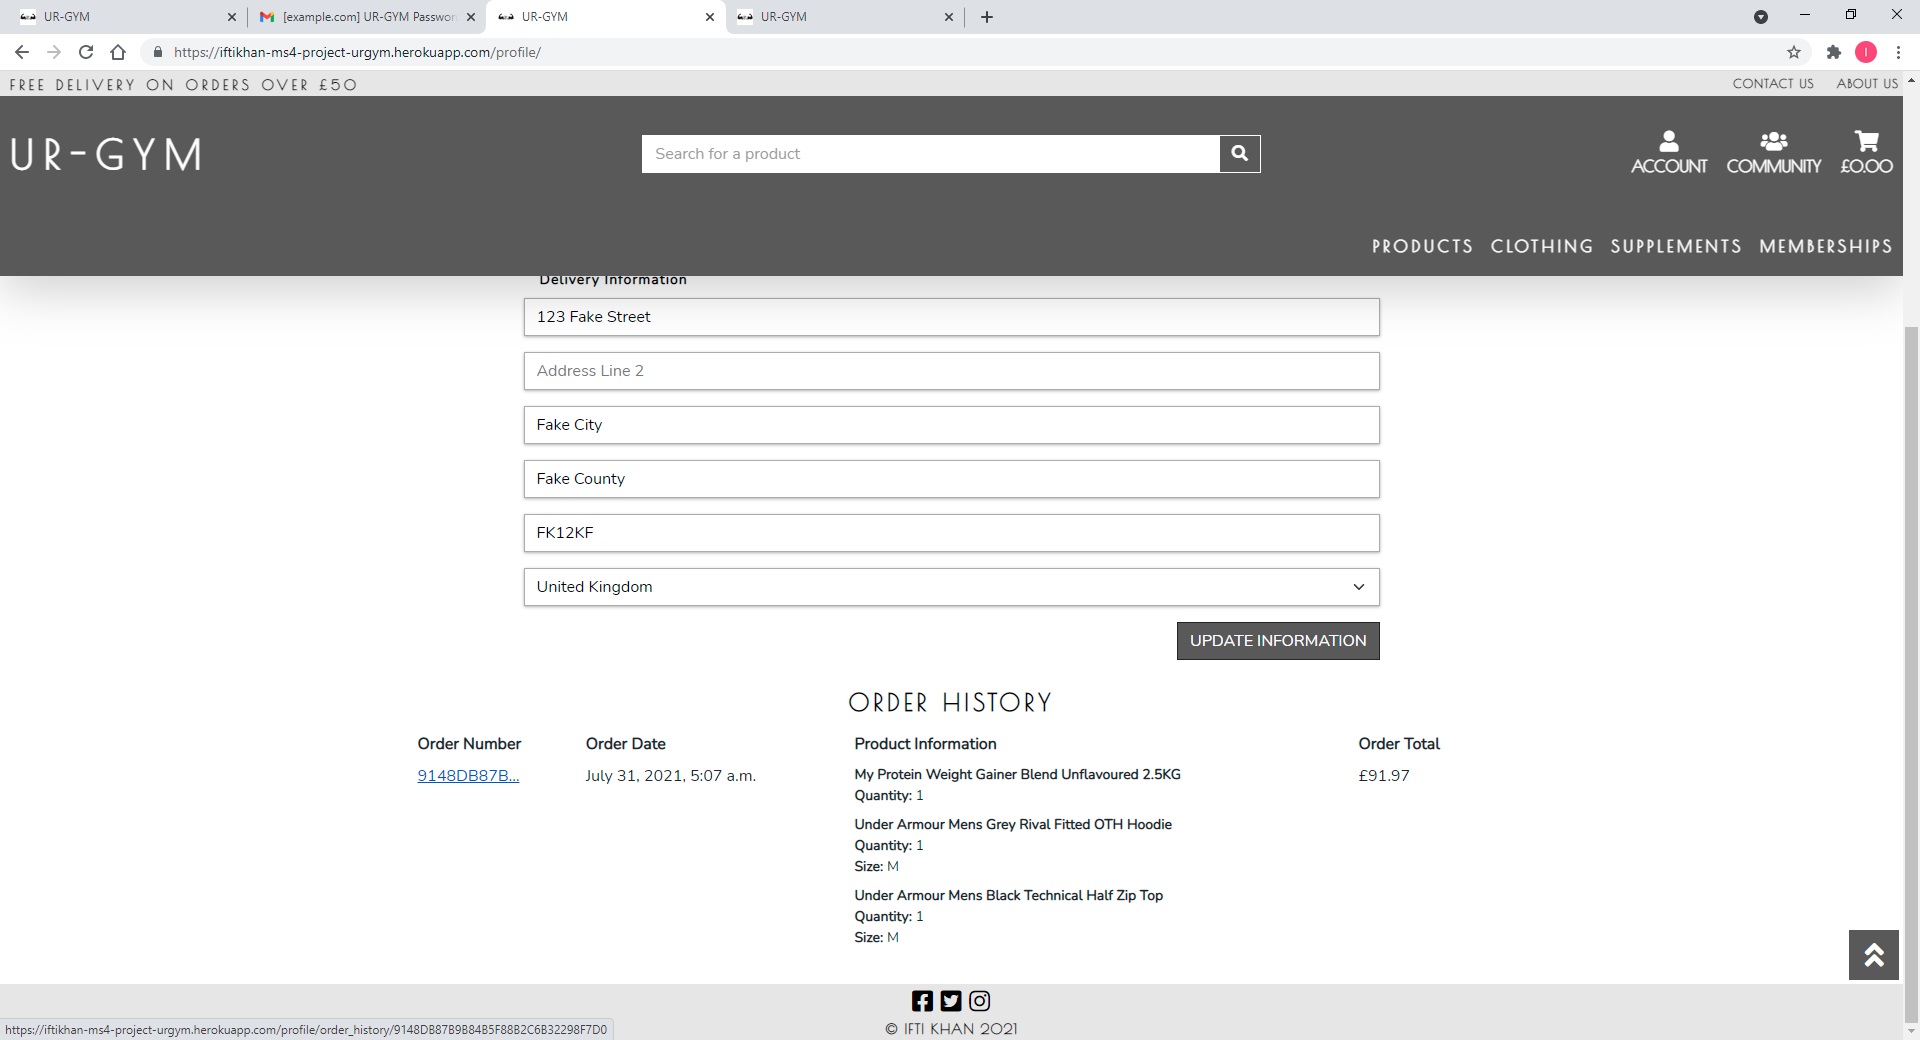 UR-GYM
[example.com] UR-GYM Passwor
UR-GYM
UR-GYM
I
https://iftikhan-ms4-project-urgym.herokuapp.com/profile/
FREE DELIVERY ON ORDERS OVER £50
CONTACT US ABOUT US
UR-GYM
Search for a product
ACCOUNT COMMUNITY £0.00
PRODUCTS CLOTHING SUPPLEMENTS MEMBERSHIPS
Delivery Information
123 Fake Street
Address Line 2
Fake City
Fake County
FK12KF
United Kingdom
UPDATE INFORMATION
ORDER HISTORY
Order Number Order Date Product Information Order Total
9148DB87B... July 31, 2021, 5:07 a.m. My Protein Weight Gainer Blend Unflavoured 2.5KG £91.97
Quantity: 1
Under Armour Mens Grey Rival Fitted OTH Hoodie
Quantity: 1
Size: M
Under Armour Mens Black Technical Half Zip Top
Quantity: 1
Size: M
© IFTI KHAN 2021
https://iftikhan-ms4-project-urgym.herokuapp.com/profile/order_history/9148DB87B9B84B5F88B2C6B32298F7D0